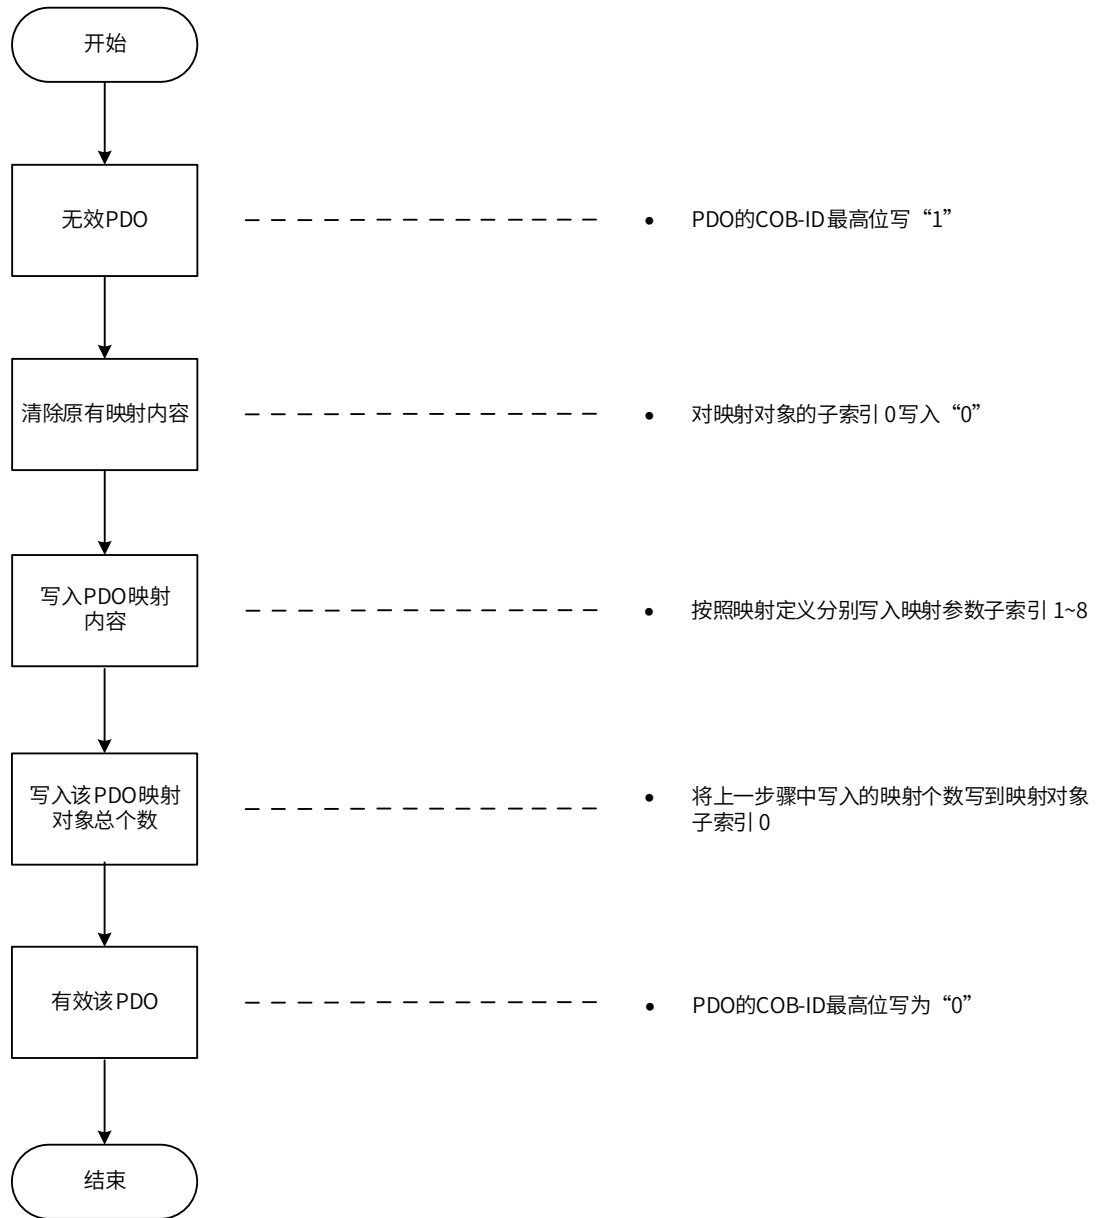 开始
无效PDO
• PDO的COB-ID最高位写“1”
清除原有映射内容
• 对映射对象的子索引0写入“0”
写入PDO映射
内容
• 按照映射定义分别写入映射参数子索引1~8
写入该PDO映射
对象总个数
• 将上一步骤中写入的映射个数写到映射对象
子索引0
有效该PDO
• PDO的COB-ID最高位写为“0”
结束